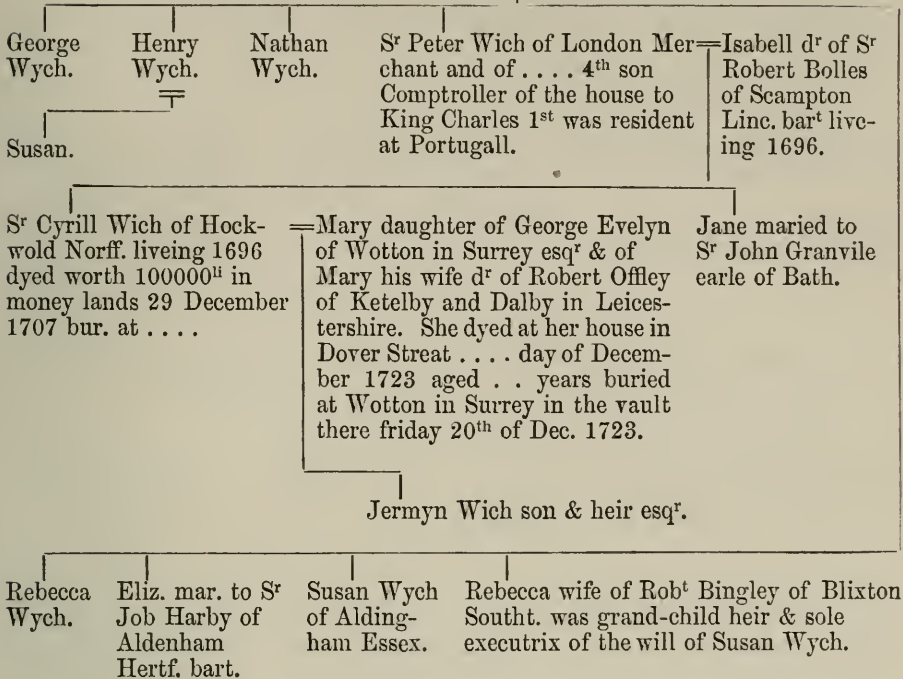 George
Wych.
Henry
Wych.
Nathan
Wych.
Sʳ Peter Wich of London Mer
chant and of . . . . 4ᵗʰ son
Comptroller of the house to
King Charles 1ˢᵗ was resident
at Portugall.
=Isabell dʳ of Sʳ
Robert Bolles
of Scampton
Linc. barᵗ live-
ing 1696.
Susan.
Sʳ Cyrill Wich of Hock-
wold Norff. liveing 1696
dyed worth 100000ˡⁱ in
money lands 29 December
1707 bur. at . . . .
=Mary daughter of George Evelyn
of Wotton in Surrey esqʳ & of
Mary his wife dʳ of Robert Offley
of Ketelby and Dalby in Leices-
tershire. She dyed at her house in
Dover Streat . . . . day of Decem-
ber 1723 aged . . years buried
at Wotton in Surrey in the vault
there friday 20ᵗʰ of Dec. 1723.
Jane maried to
Sʳ John Granvile
earle of Bath.
Jermyn Wich son & heir esqʳ.
Rebecca
Wych.
Eliz. mar. to Sʳ
Job Harby of
Aldenham
Hertf. bart.
Susan Wych
of Alding-
ham Essex.
Rebecca wife of Robᵗ Bingley of Blixton
Southt. was grand-child heir & sole
executrix of the will of Susan Wych.